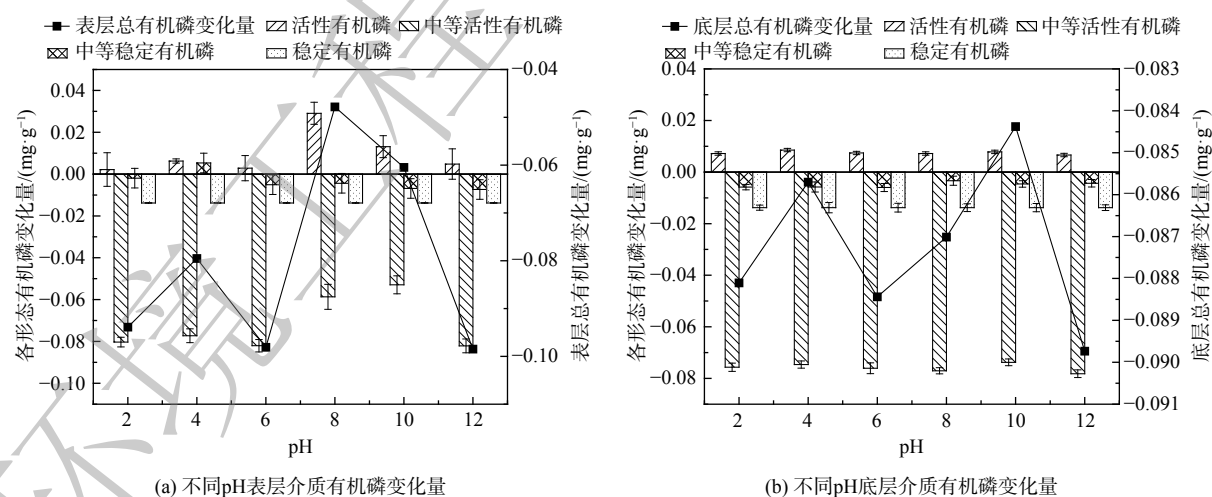 表层总有机磷变化量 活性有机磷 中等活性有机磷
中等稳定有机磷 稳定有机磷
各形态有机磷变化量/(mg·g⁻¹)
0.04
0.02
0.00
−0.02
−0.04
−0.06
−0.08
−0.10
2 4 6 8 10 12
pH
−0.04
−0.06
−0.08
−0.10
表层总有机磷变化量/(mg·g⁻¹)
(a) 不同pH表层介质有机磷变化量
底层总有机磷变化量 活性有机磷 中等活性有机磷
中等稳定有机磷 稳定有机磷
各形态有机磷变化量/(mg·g⁻¹)
0.04
0.02
0.00
−0.02
−0.04
−0.06
−0.08
2 4 6 8 10 12
pH
−0.083
−0.084
−0.085
−0.086
−0.087
−0.088
−0.089
−0.090
−0.091
底层总有机磷变化量/(mg·g⁻¹)
(b) 不同pH底层介质有机磷变化量
环境工程